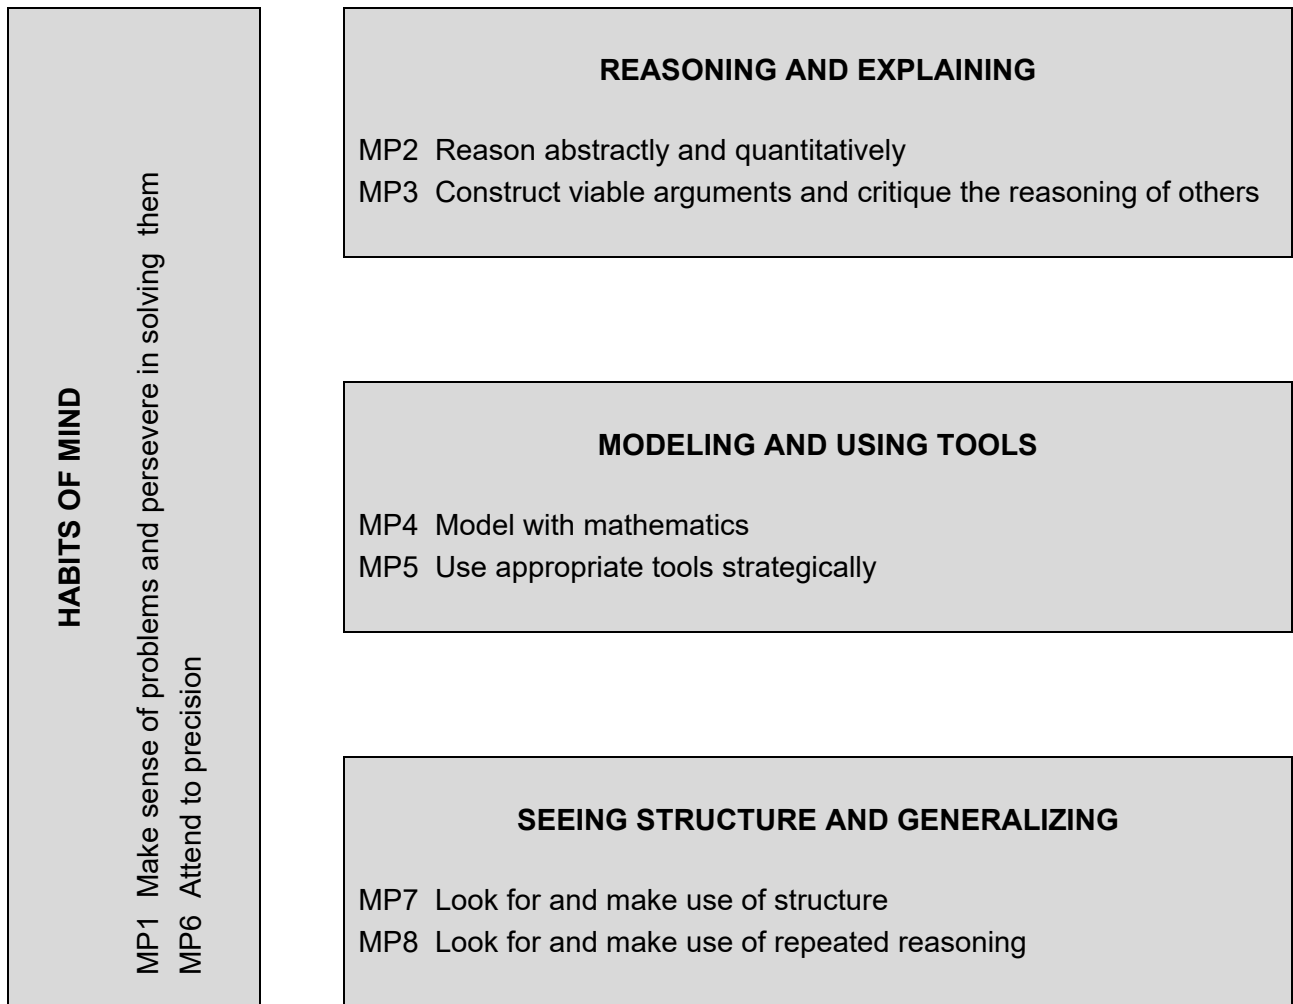 HABITS OF MIND
MP1 Make sense of problems and persevere in solving them
MP6 Attend to precision
REASONING AND EXPLAINING
MP2 Reason abstractly and quantitatively
MP3 Construct viable arguments and critique the reasoning of others
MODELING AND USING TOOLS
MP4 Model with mathematics
MP5 Use appropriate tools strategically
SEEING STRUCTURE AND GENERALIZING
MP7 Look for and make use of structure
MP8 Look for and make use of repeated reasoning